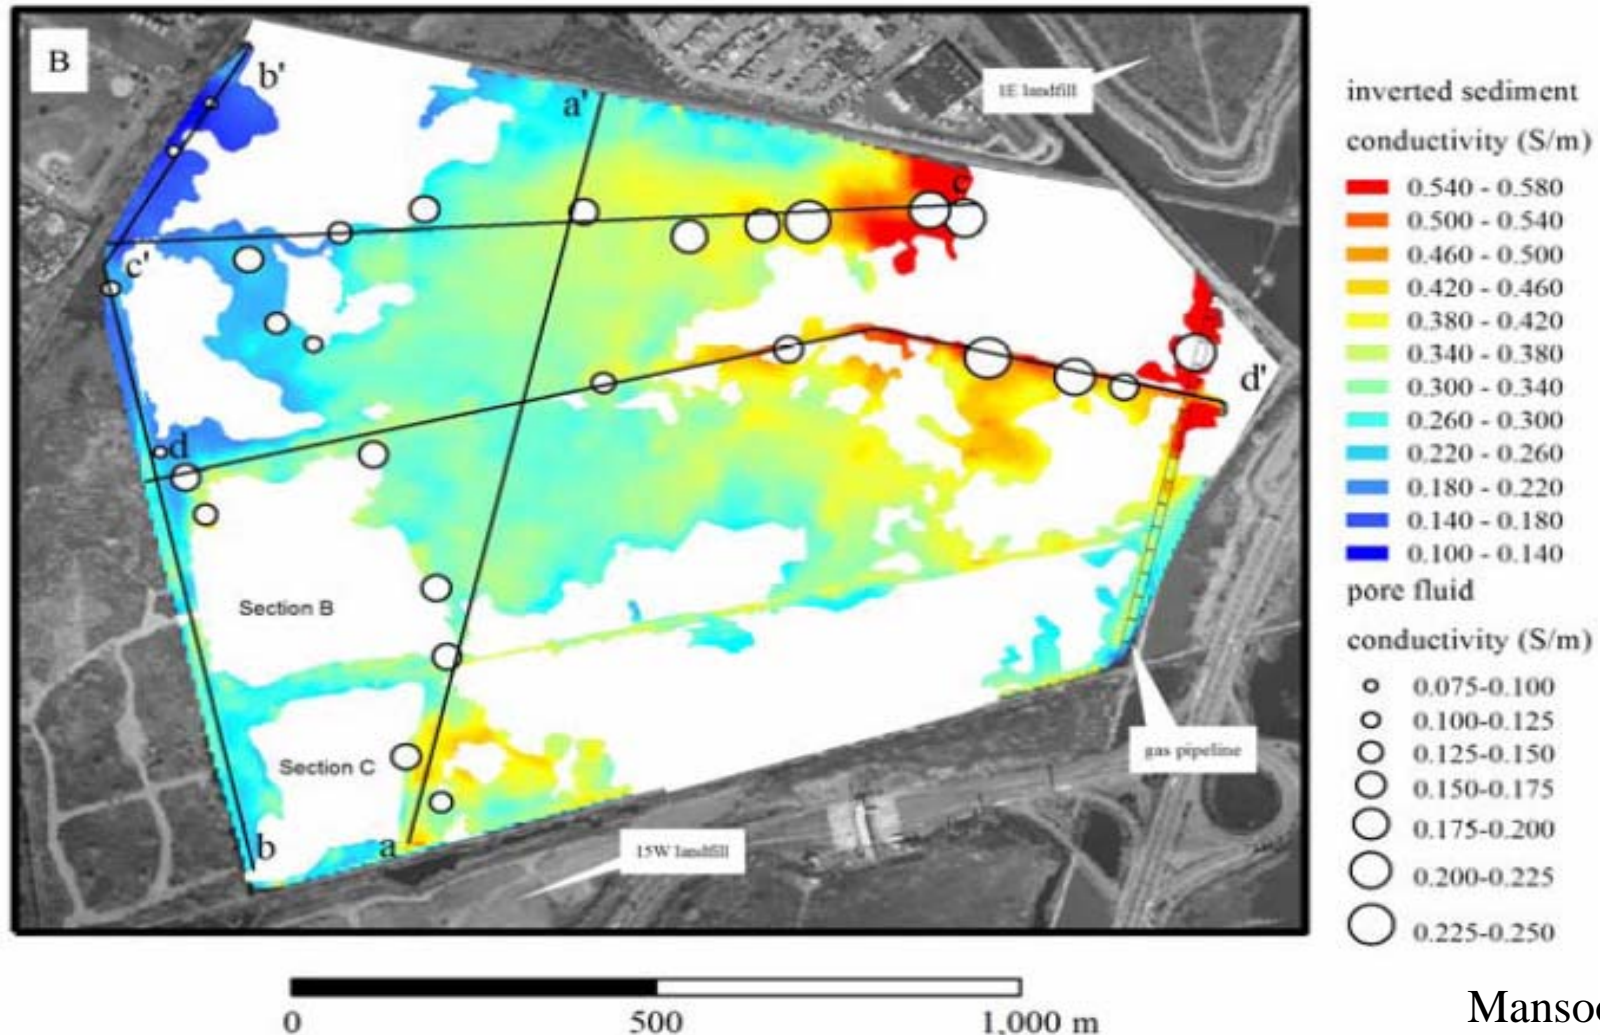 B
b'
a'
1E landfill
c
c'
d'
d
Section B
Section C
b
a
15W landfill
gas pipeline
inverted sediment
conductivity (S/m)
0.540 - 0.580
0.500 - 0.540
0.460 - 0.500
0.420 - 0.460
0.380 - 0.420
0.340 - 0.380
0.300 - 0.340
0.260 - 0.300
0.220 - 0.260
0.180 - 0.220
0.140 - 0.180
0.100 - 0.140
pore fluid
conductivity (S/m)
0.075-0.100
0.100-0.125
0.125-0.150
0.150-0.175
0.175-0.200
0.200-0.225
0.225-0.250
0 500 1,000 m